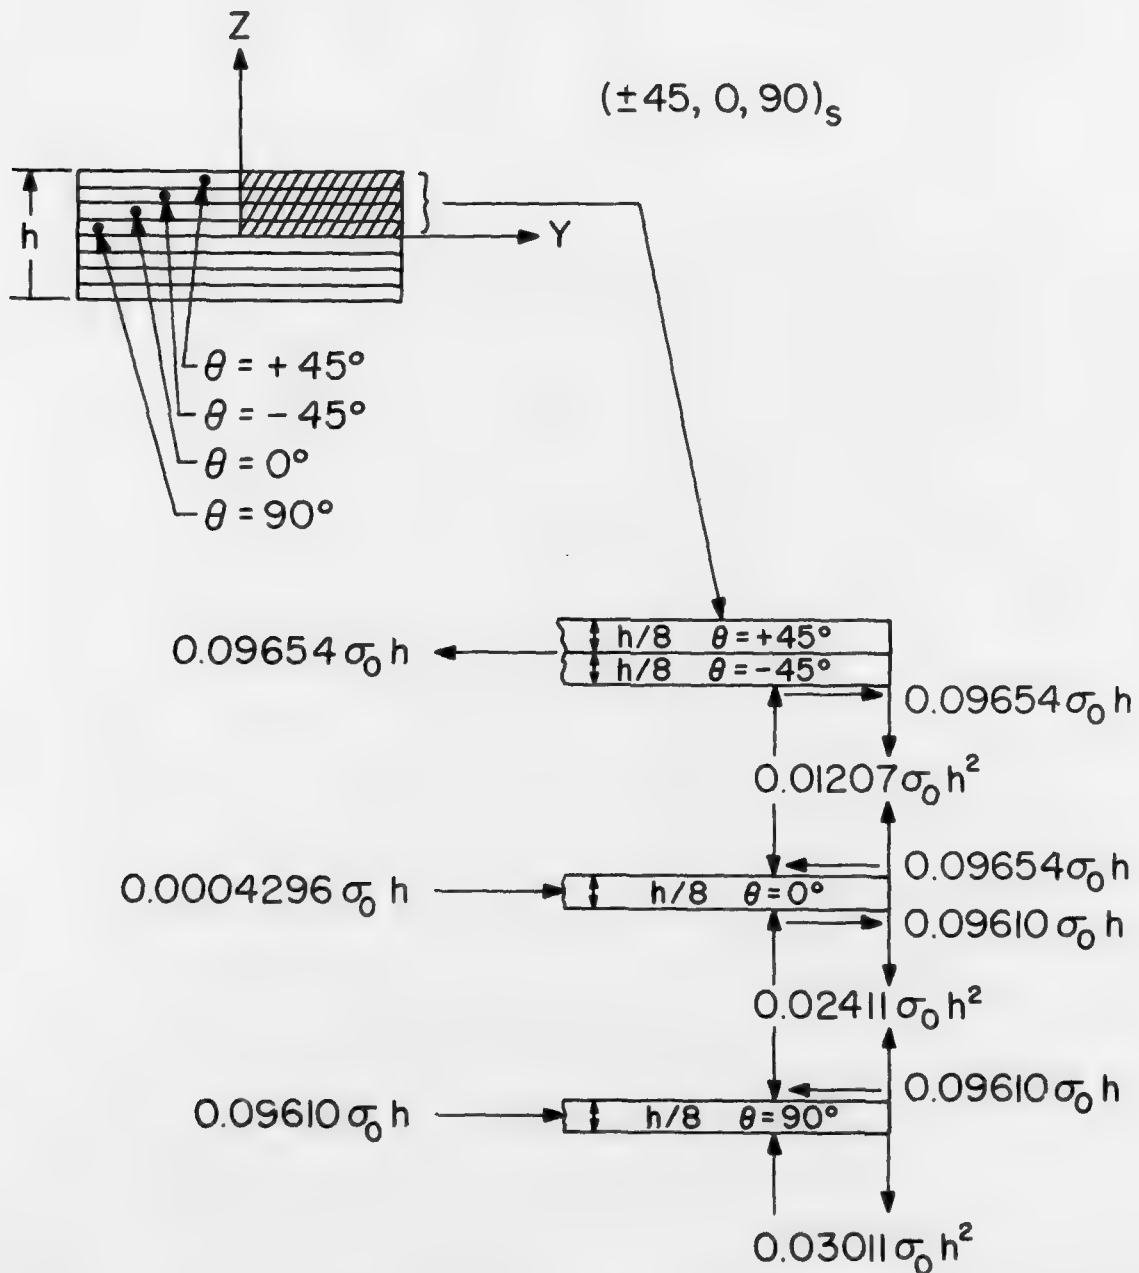 Z
(±45, 0, 90)s
h
Y
θ = + 45°
θ = - 45°
θ = 0°
θ = 90°
0.09654 σ₀ h
h/8 θ = +45°
h/8 θ = -45°
0.09654 σ₀ h
0.01207 σ₀ h²
0.09654 σ₀ h
0.0004296 σ₀ h
h/8 θ = 0°
0.09610 σ₀ h
0.02411 σ₀ h²
0.09610 σ₀ h
0.09610 σ₀ h
h/8 θ = 90°
0.03011 σ₀ h²